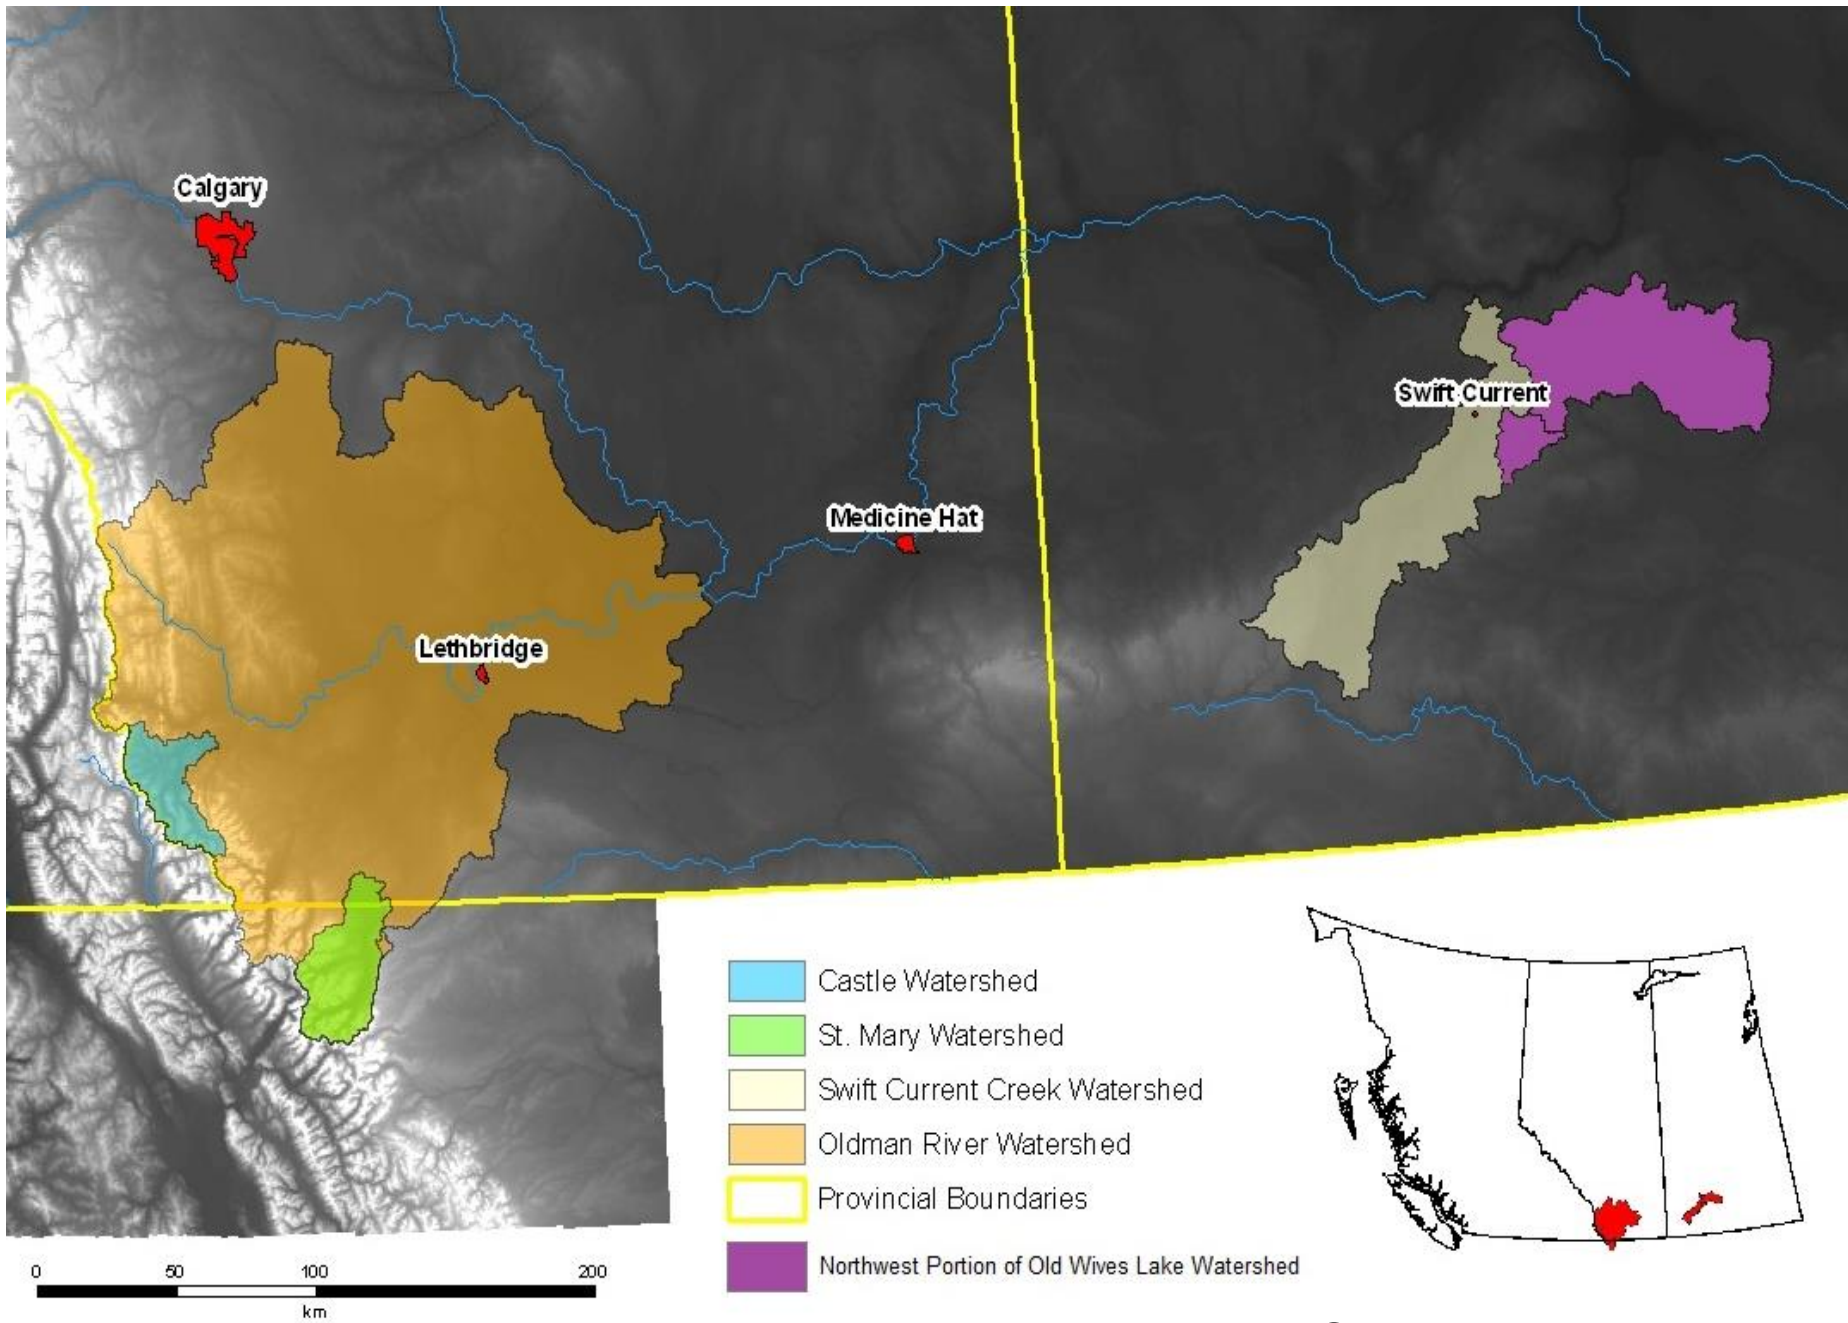 Calgary
Swift Current
Medicine Hat
Lethbridge
Castle Watershed
St. Mary Watershed
Swift Current Creek Watershed
Oldman River Watershed
Provincial Boundaries
Northwest Portion of Old Wives Lake Watershed
0 50 100 200
km